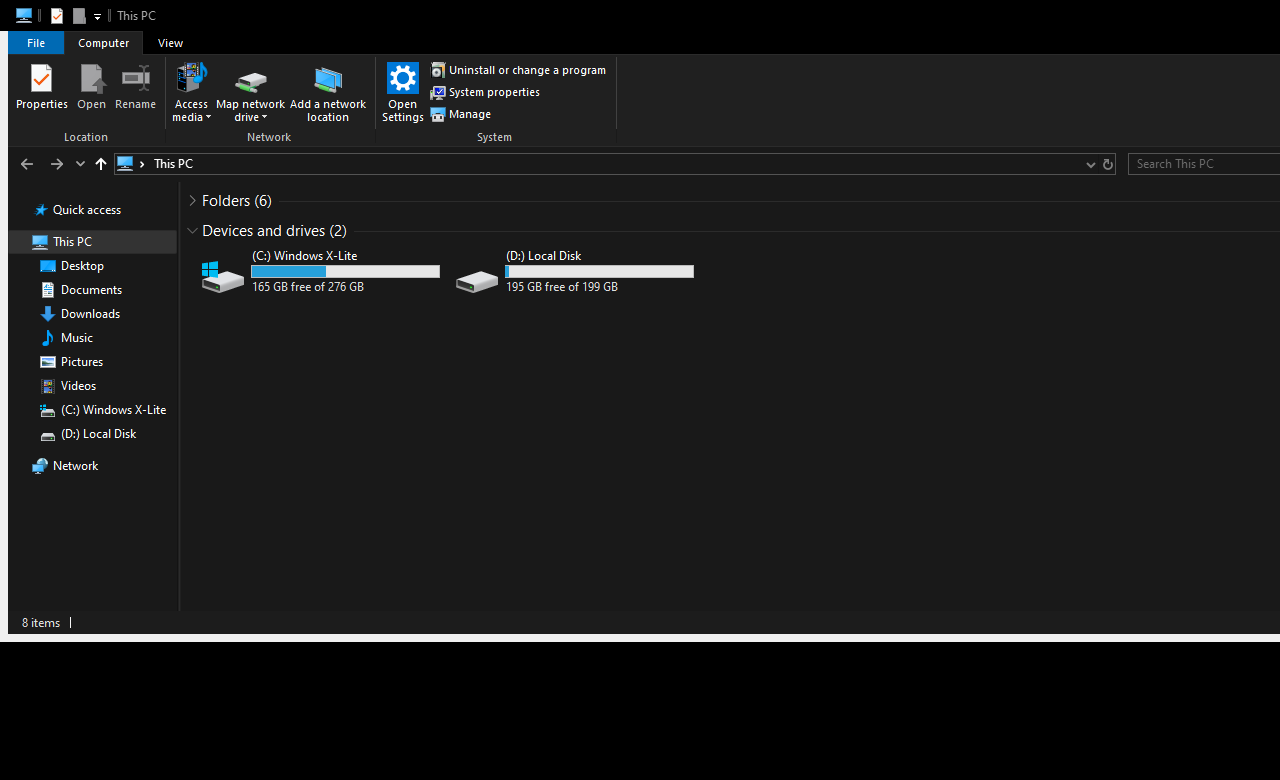 This PC
File Computer View
Properties Open Rename Access media Map network drive Add a network location Open Settings Uninstall or change a program
System properties
Manage
Location Network System
This PC Search This PC
Quick access
This PC
Desktop
Documents
Downloads
Music
Pictures
Videos
(C:) Windows X-Lite
(D:) Local Disk
Network
Folders (6)
Devices and drives (2)
(C:) Windows X-Lite
165 GB free of 276 GB
(D:) Local Disk
195 GB free of 199 GB
8 items